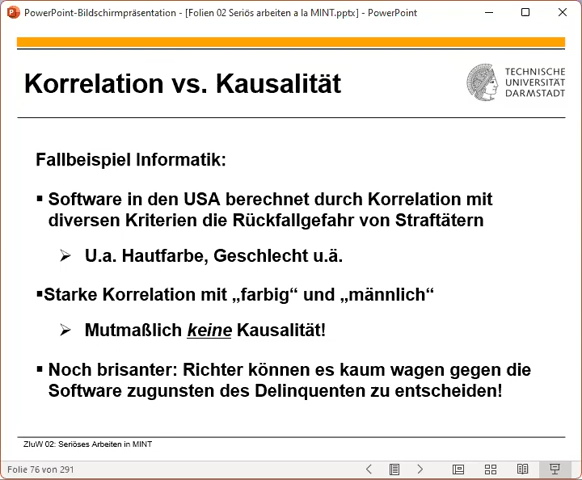 PowerPoint-Bildschirmpräsentation - [Folien 02 Seriös arbeiten a la MINT.pptx] - PowerPoint
Korrelation vs. Kausalität
TECHNISCHE
UNIVERSITÄT
DARMSTADT
Fallbeispiel Informatik:
▪ Software in den USA berechnet durch Korrelation mit
diversen Kriterien die Rückfallgefahr von Straftätern
➢ U.a. Hautfarbe, Geschlecht u.ä.
▪Starke Korrelation mit „farbig“ und „männlich“
➢ Mutmaßlich keine Kausalität!
▪ Noch brisanter: Richter können es kaum wagen gegen die
Software zugunsten des Delinquenten zu entscheiden!
ZIuW 02: Seriöses Arbeiten in MINT
Folie 76 von 291